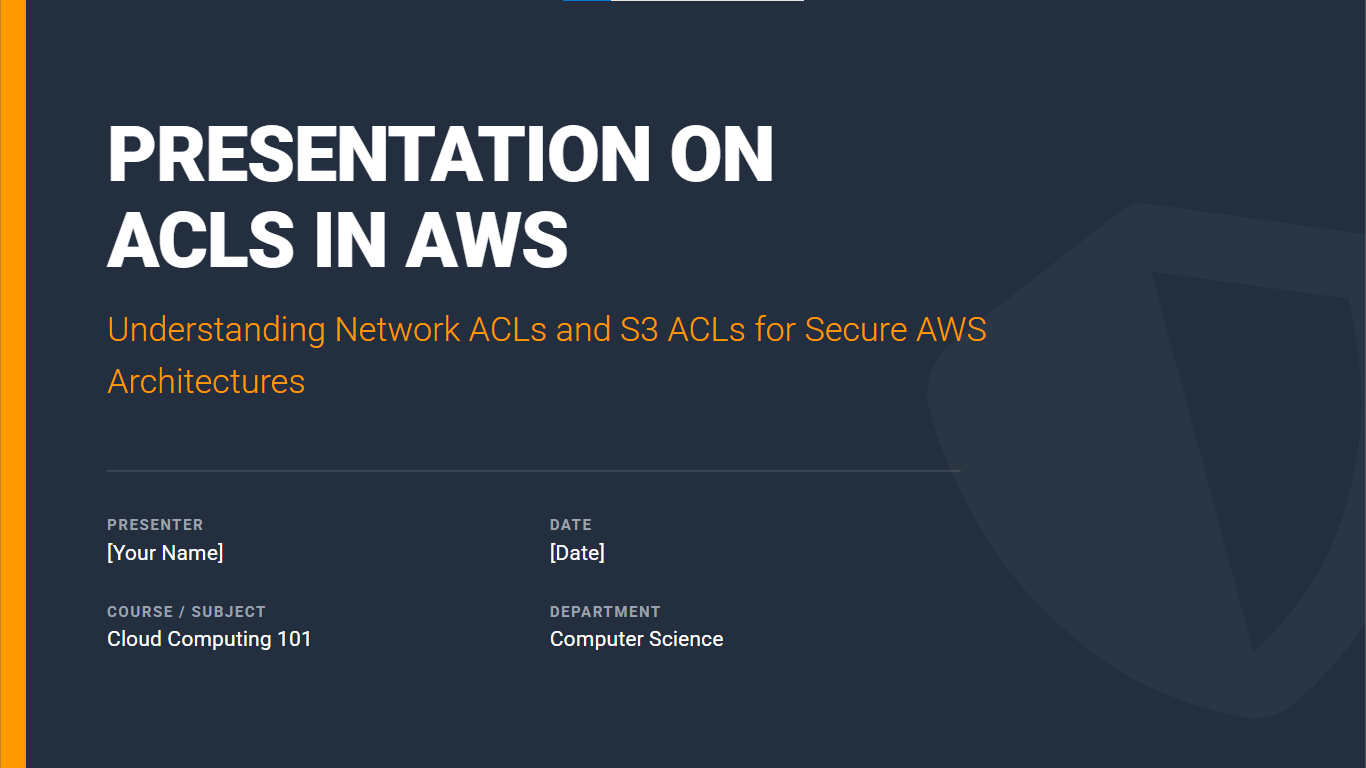 PRESENTATION ON
ACLS IN AWS
Understanding Network ACLs and S3 ACLs for Secure AWS
Architectures
PRESENTER
[Your Name]
DATE
[Date]
COURSE / SUBJECT
Cloud Computing 101
DEPARTMENT
Computer Science